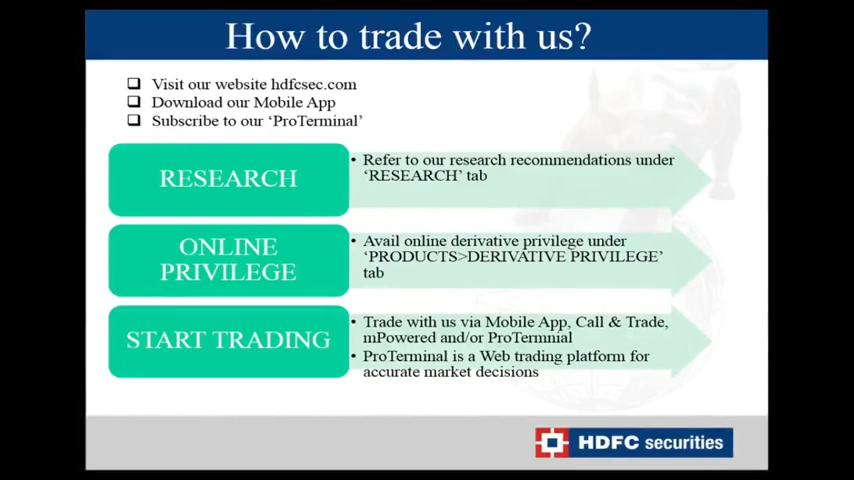 How to trade with us?
❑ Visit our website hdfcsec.com
❑ Download our Mobile App
❑ Subscribe to our ‘ProTerminal’
RESEARCH
• Refer to our research recommendations under
‘RESEARCH’ tab
ONLINE
PRIVILEGE
• Avail online derivative privilege under
‘PRODUCTS>DERIVATIVE PRIVILEGE’
tab
START TRADING
• Trade with us via Mobile App, Call & Trade,
mPowered and/or ProTermnial
• ProTerminal is a Web trading platform for
accurate market decisions
HDFC securities